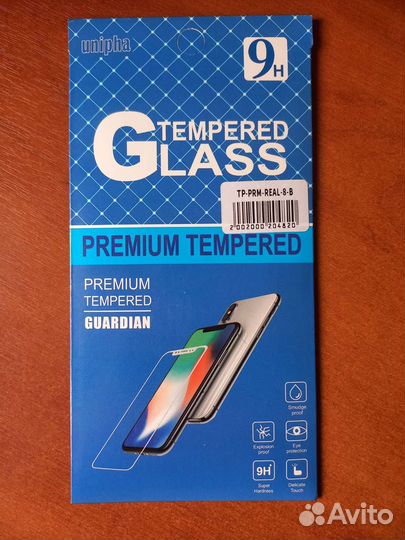 unipha
9H
TEMPERED
GLASS
TP-PRM-REAL-8-B
2002000204820
PREMIUM TEMPERED
PREMIUM
TEMPERED
GUARDIAN
Smudge
proof
Explosion
proof
Eye
protection
9H
Super
Hardness
Delicate
Touch
Avito